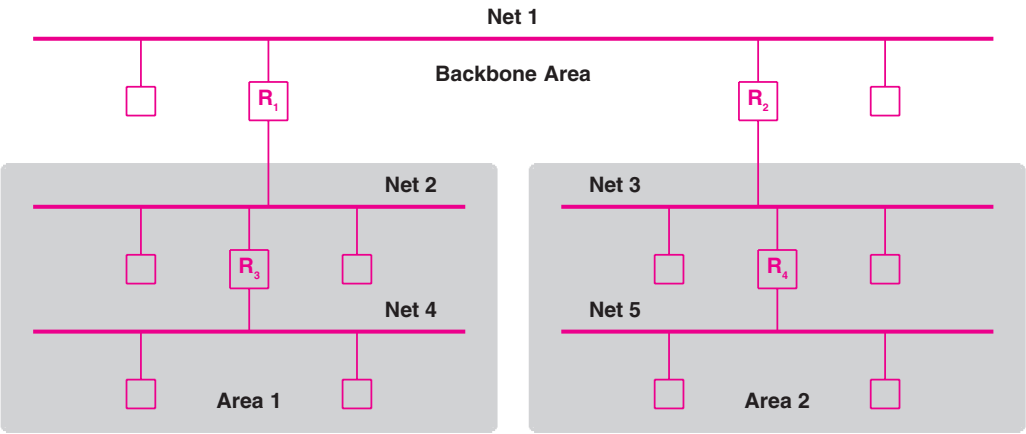 Net 1
Backbone Area
R₁
R₂
Net 2
Net 3
R₃
R₄
Net 4
Net 5
Area 1
Area 2